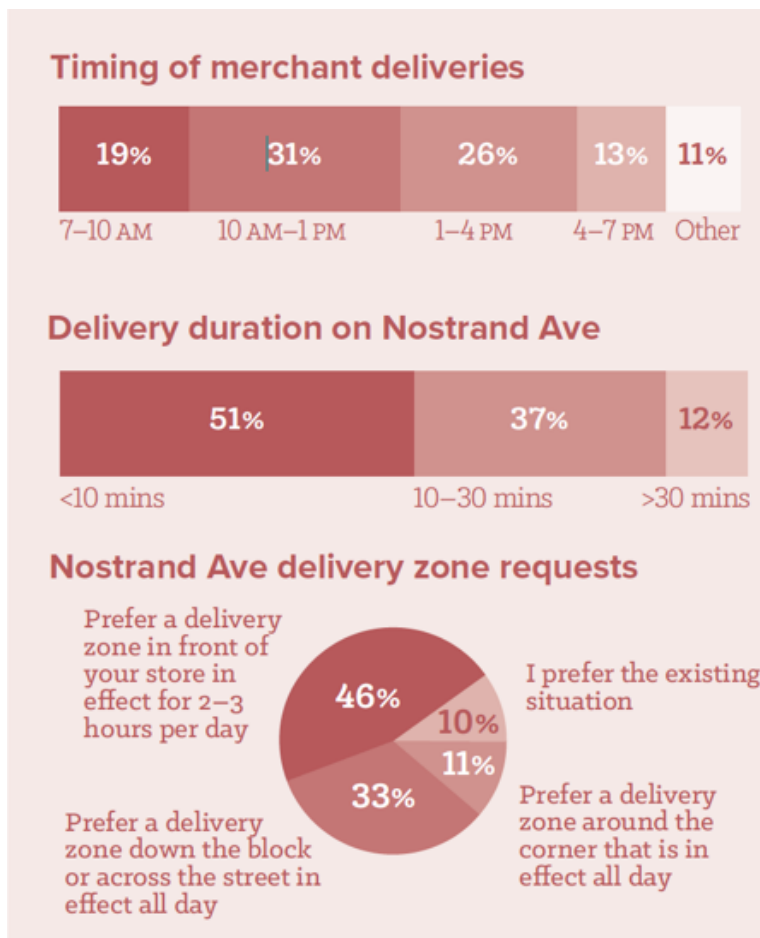 Timing of merchant deliveries
19% 31% 26% 13% 11%
7–10 AM 10 AM–1 PM 1–4 PM 4–7 PM Other
Delivery duration on Nostrand Ave
51% 37% 12%
<10 mins 10–30 mins >30 mins
Nostrand Ave delivery zone requests
Prefer a delivery
zone in front of
your store in
effect for 2–3
hours per day
46%
I prefer the existing
situation
10%
11%
33%
Prefer a delivery
zone around the
corner that is in
effect all day
Prefer a delivery
zone down the block
or across the street in
effect all day